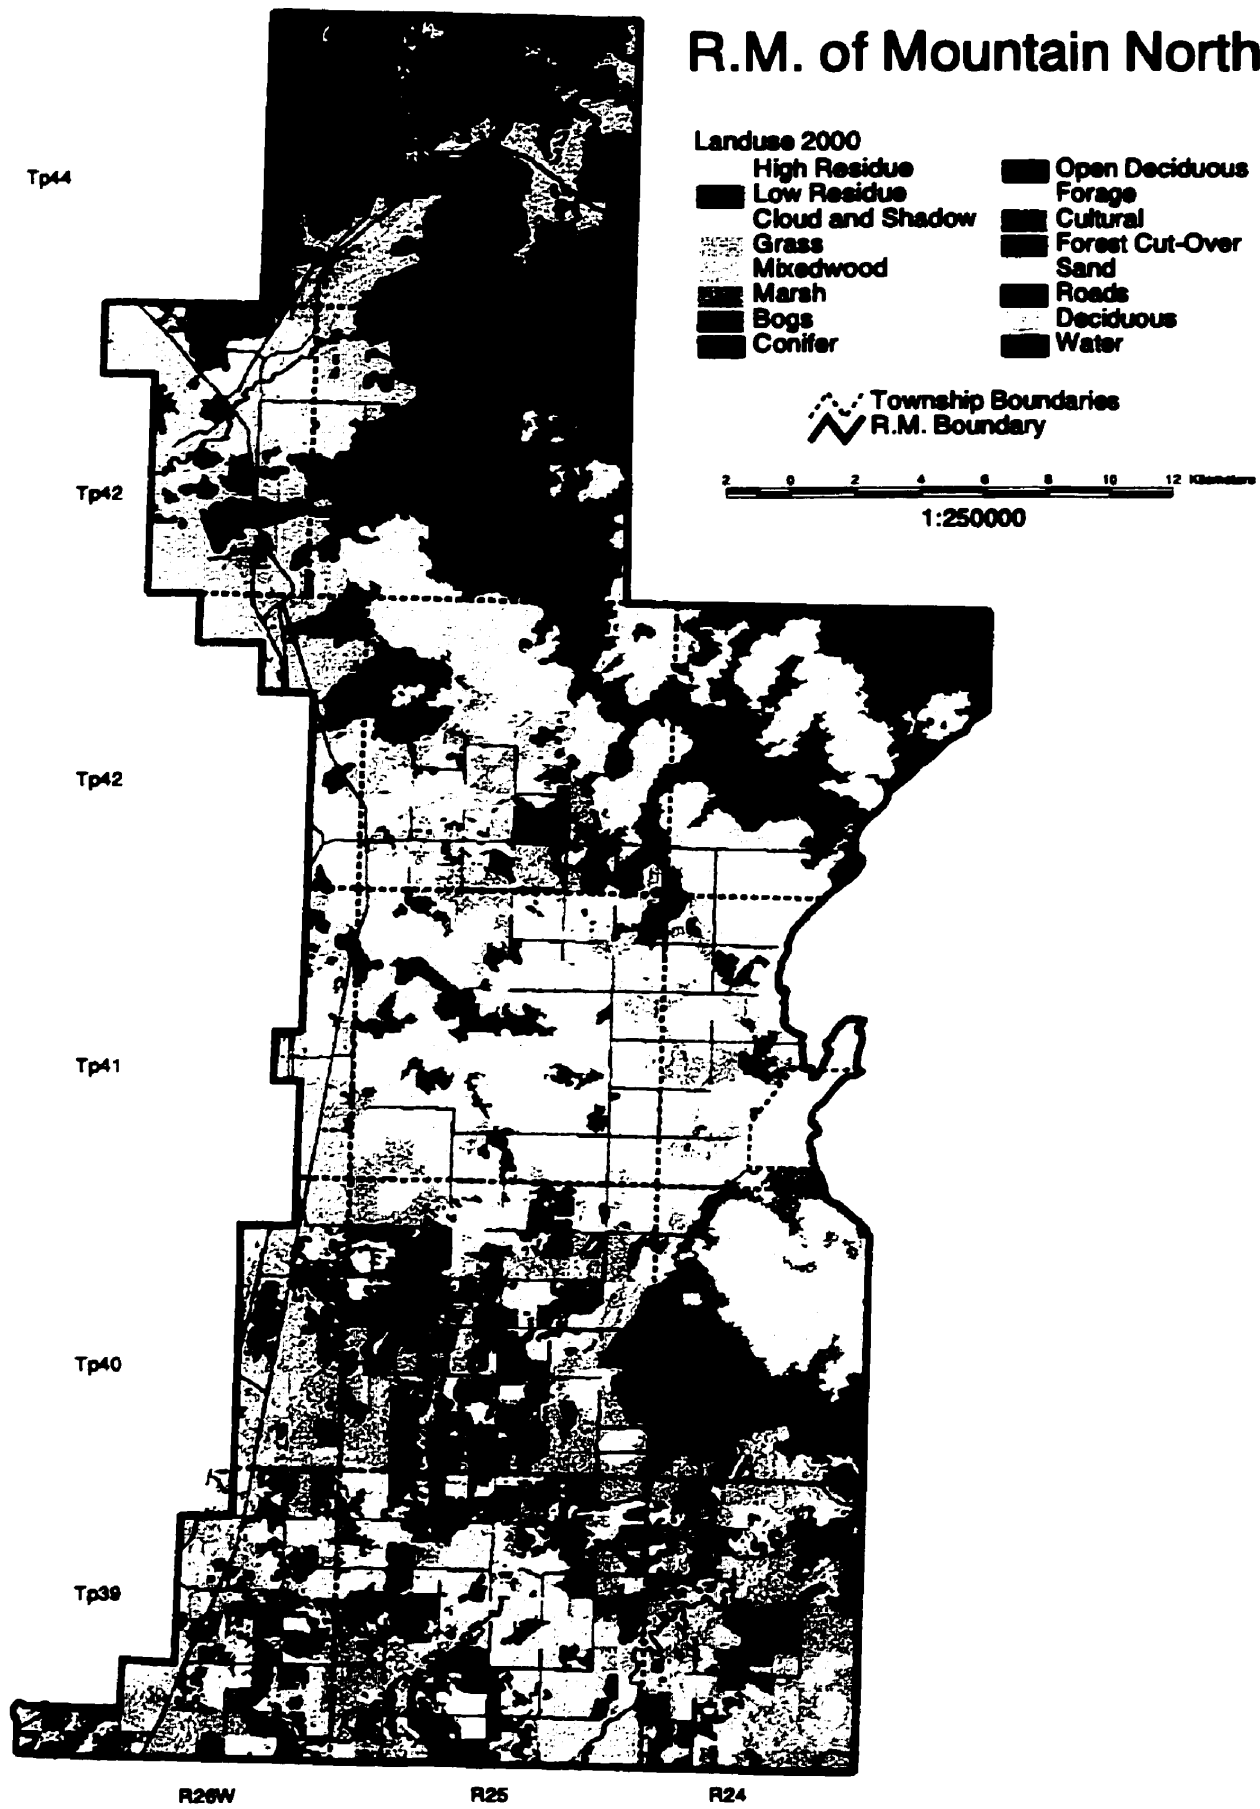 R.M. of Mountain North
Landuse 2000
High Residue
Low Residue
Cloud and Shadow
Grass
Mixedwood
Marsh
Bogs
Conifer
Open Deciduous
Forage
Cultural
Forest Cut-Over
Sand
Roads
Deciduous
Water
Township Boundaries
R.M. Boundary
2 0 2 4 6 8 10 12 Kilometers
1:250000
Tp44
Tp42
Tp42
Tp41
Tp40
Tp39
R26W R25 R24